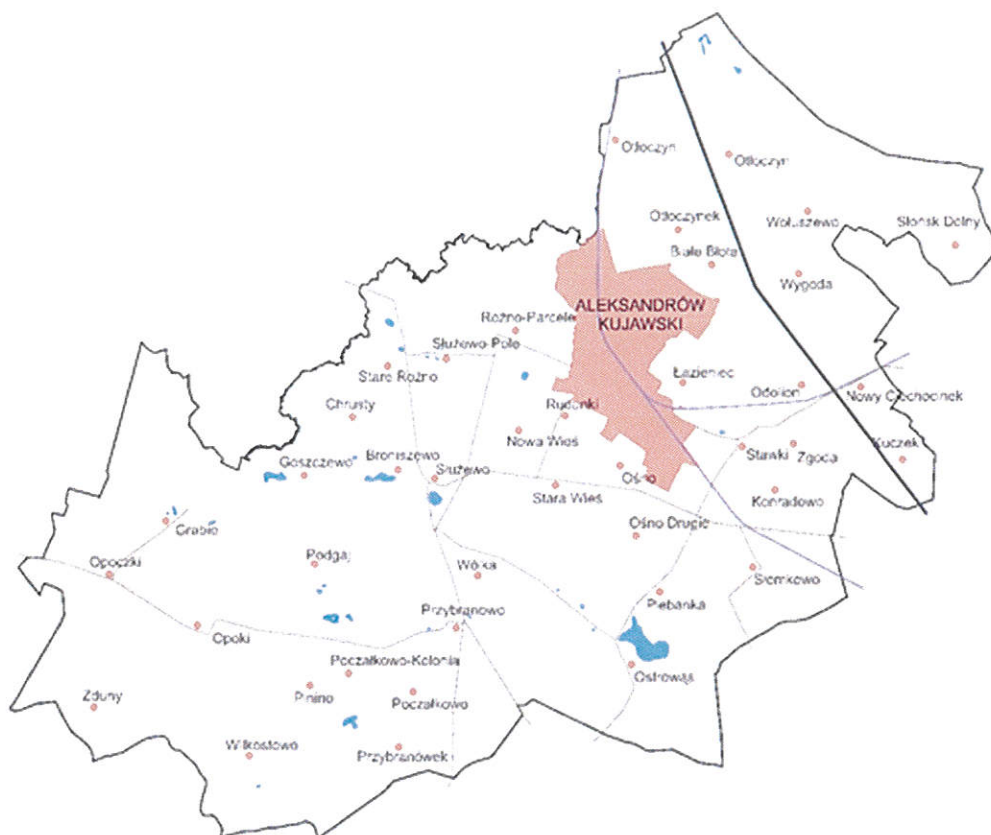 Otłoczyn
Otłoczyn
Otłoczynek
Wołuszewo
Słońsk Dolny
Białe Błota
Wygoda
ALEKSANDRÓW
KUJAWSKI
Rożno-Parcele
Służewo-Pole
Stare Rożno
Łazieniec
Odolion
Nowy Ciechocinek
Chrusty
Rudunki
Nowa Wieś
Stawki
Zgoda
Kuczek
Goszczewo
Broniszewo
Służewo
Ośno
Stara Wieś
Konradowo
Grabie
Ośno Drugie
Opoczki
Podgaj
Wólka
Plebanka
Siemkowo
Opoki
Przybranowo
Poczałkowo-Kolonia
Ostrowąs
Zduny
Pinino
Poczałkowo
Wilkostowo
Przybranówek